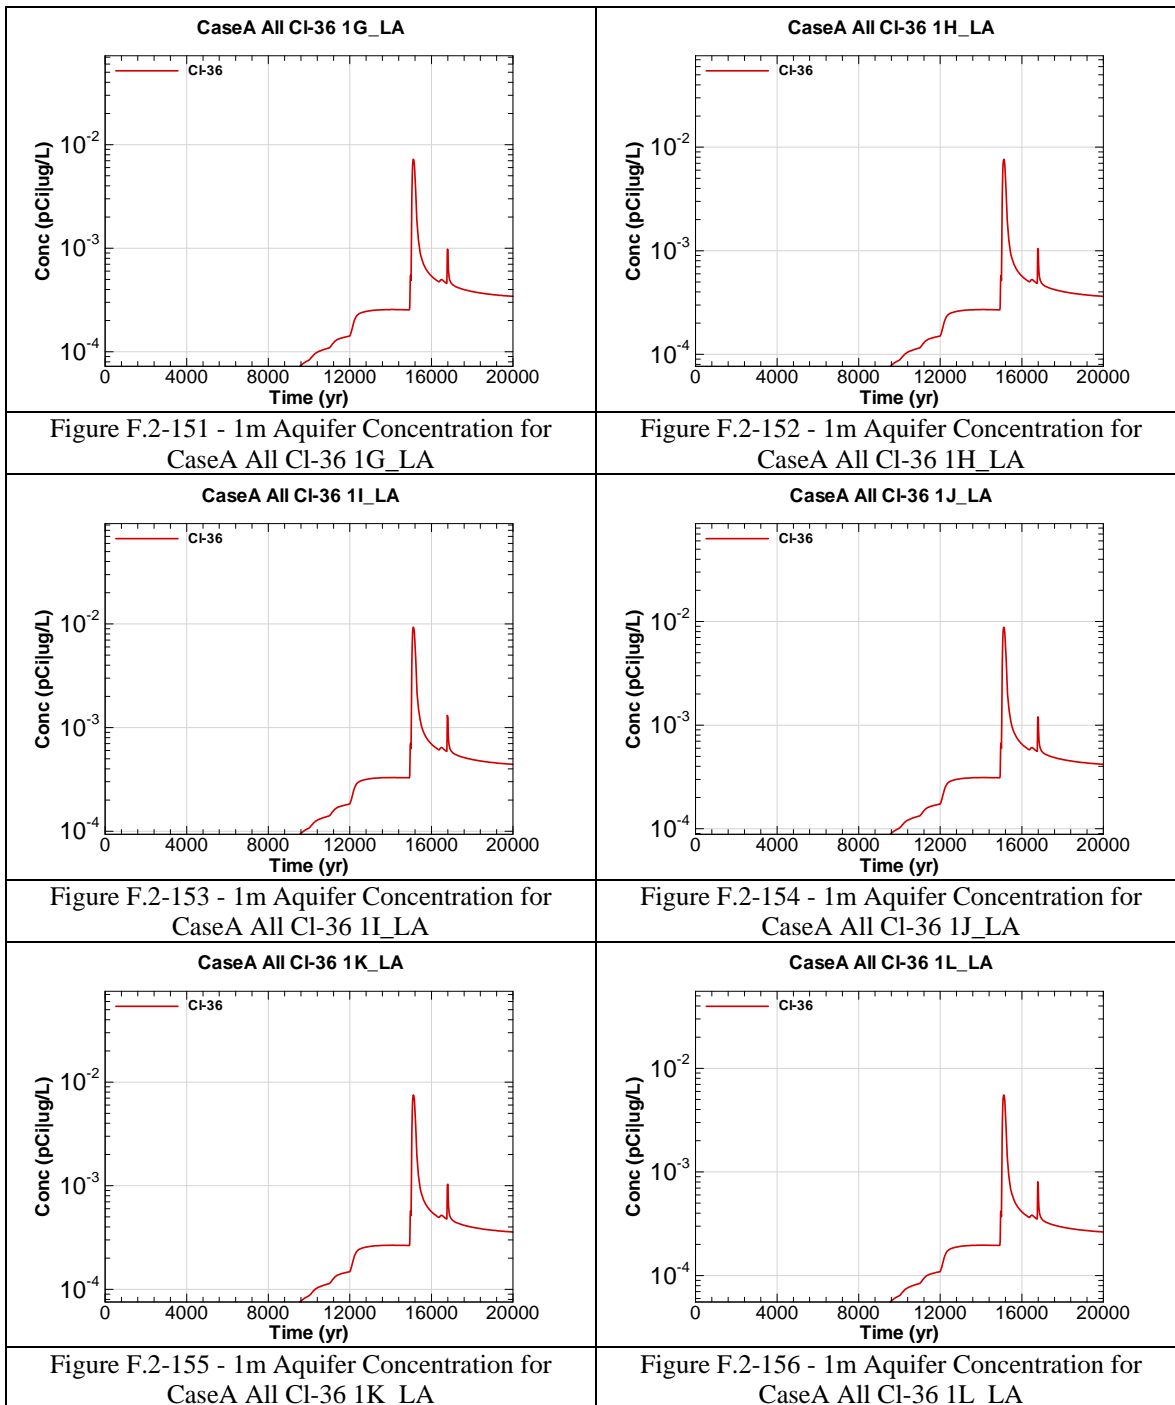 CaseA All Cl-36 1G_LA
Cl-36
Conc (pCi|ug/L)
10-2
10-3
10-4
0 4000 8000 12000 16000 20000
Time (yr)
Figure F.2-151 - 1m Aquifer Concentration for
CaseA All Cl-36 1G_LA
CaseA All Cl-36 1H_LA
Cl-36
Conc (pCi|ug/L)
10-2
10-3
10-4
0 4000 8000 12000 16000 20000
Time (yr)
Figure F.2-152 - 1m Aquifer Concentration for
CaseA All Cl-36 1H_LA
CaseA All Cl-36 1I_LA
Cl-36
Conc (pCi|ug/L)
10-2
10-3
10-4
0 4000 8000 12000 16000 20000
Time (yr)
Figure F.2-153 - 1m Aquifer Concentration for
CaseA All Cl-36 1I_LA
CaseA All Cl-36 1J_LA
Cl-36
Conc (pCi|ug/L)
10-2
10-3
10-4
0 4000 8000 12000 16000 20000
Time (yr)
Figure F.2-154 - 1m Aquifer Concentration for
CaseA All Cl-36 1J_LA
CaseA All Cl-36 1K_LA
Cl-36
Conc (pCi|ug/L)
10-2
10-3
10-4
0 4000 8000 12000 16000 20000
Time (yr)
Figure F.2-155 - 1m Aquifer Concentration for
CaseA All Cl-36 1K_LA
CaseA All Cl-36 1L_LA
Cl-36
Conc (pCi|ug/L)
10-2
10-3
10-4
0 4000 8000 12000 16000 20000
Time (yr)
Figure F.2-156 - 1m Aquifer Concentration for
CaseA All Cl-36 1L_LA